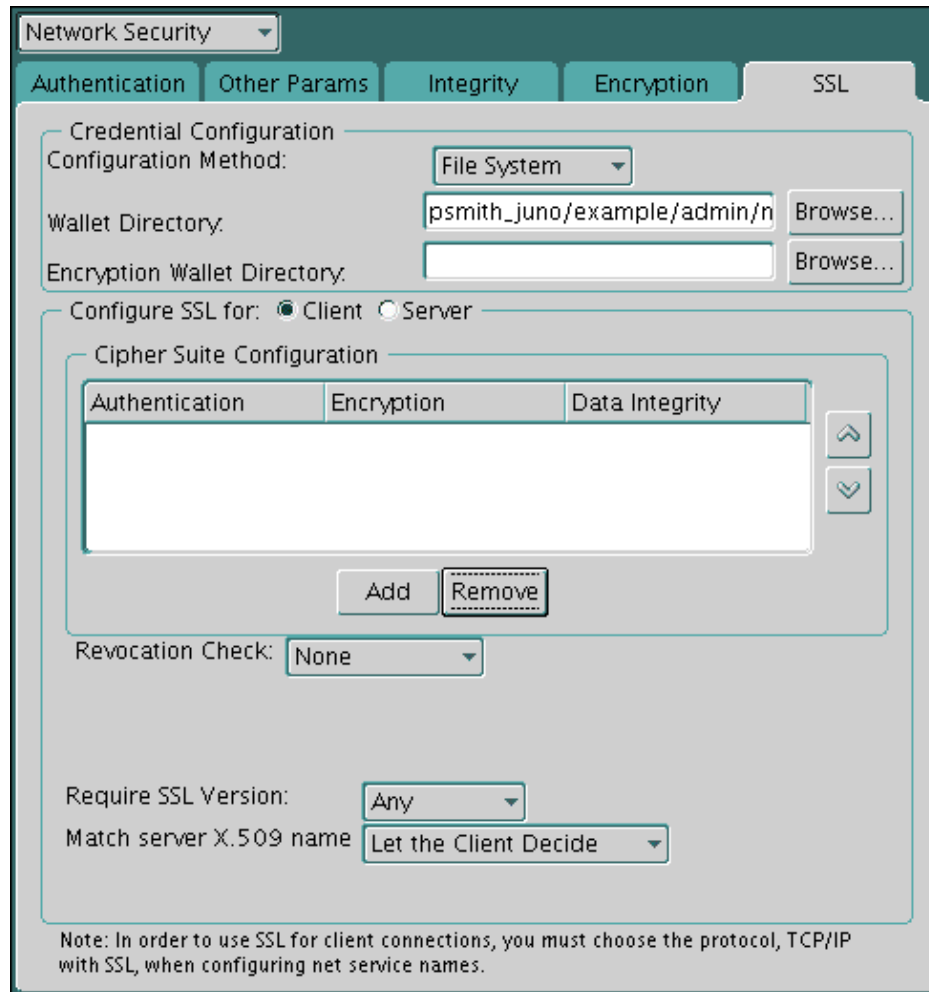 Network Security
Authentication Other Params Integrity Encryption SSL
Credential Configuration
Configuration Method: File System
Wallet Directory: psmith_juno/example/admin/n Browse...
Encryption Wallet Directory: Browse...
Configure SSL for: Client Server
Cipher Suite Configuration
Authentication Encryption Data Integrity
Add Remove
Revocation Check: None
Require SSL Version: Any
Match server X.509 name Let the Client Decide
Note: In order to use SSL for client connections, you must choose the protocol, TCP/IP
with SSL, when configuring net service names.